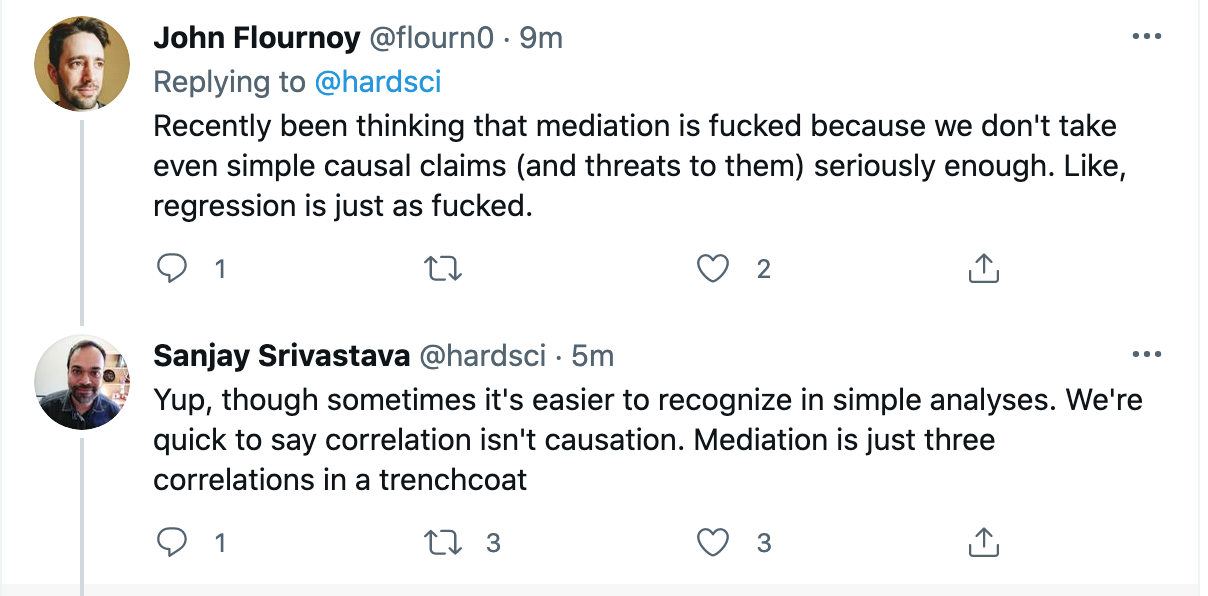 John Flournoy @flourn0 · 9m
Replying to @hardsci
Recently been thinking that mediation is fucked because we don't take
even simple causal claims (and threats to them) seriously enough. Like,
regression is just as fucked.
1 2
Sanjay Srivastava @hardsci · 5m
Yup, though sometimes it's easier to recognize in simple analyses. We're
quick to say correlation isn't causation. Mediation is just three
correlations in a trenchcoat
1 3 3